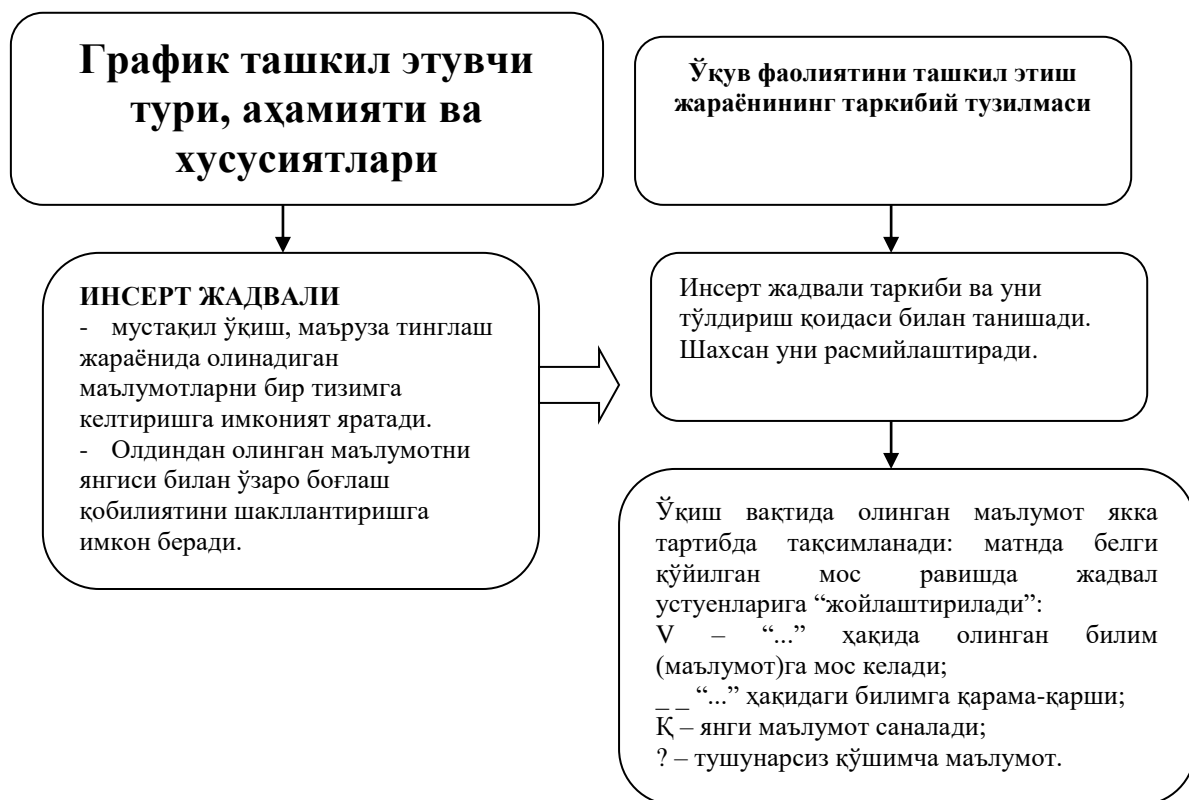 График ташкил этувчи
тури, аҳамияти ва
хусусиятлари
Ўқув фаолиятини ташкил этиш
жараёнининг таркибий тузилмаси
ИНСЕРТ ЖАДВАЛИ
- мустақил ўқиш, маъруза тинглаш
жараёнида олинадиган
маълумотларни бир тизимга
келтиришга имконият яратади.
- Олдиндан олинган маълумотни
янгиси билан ўзаро боғлаш
қобилиятини шакллантиришга
имкон беради.
Инсерт жадвали таркиби ва уни
тўлдириш қоидаси билан танишади.
Шахсан уни расмийлаштиради.
Ўқиш вақтида олинган маълумот якка
тартибда тақсимланади: матнда белги
қўйилган мос равишда жадвал
устуенларига “жойлаштирилади”:
V – “...” ҳақида олинган билим
(маълумот)га мос келади;
_ _ “...” ҳақидаги билимга қарама-қарши;
Қ – янги маълумот саналади;
? – тушунарсиз қўшимча маълумот.